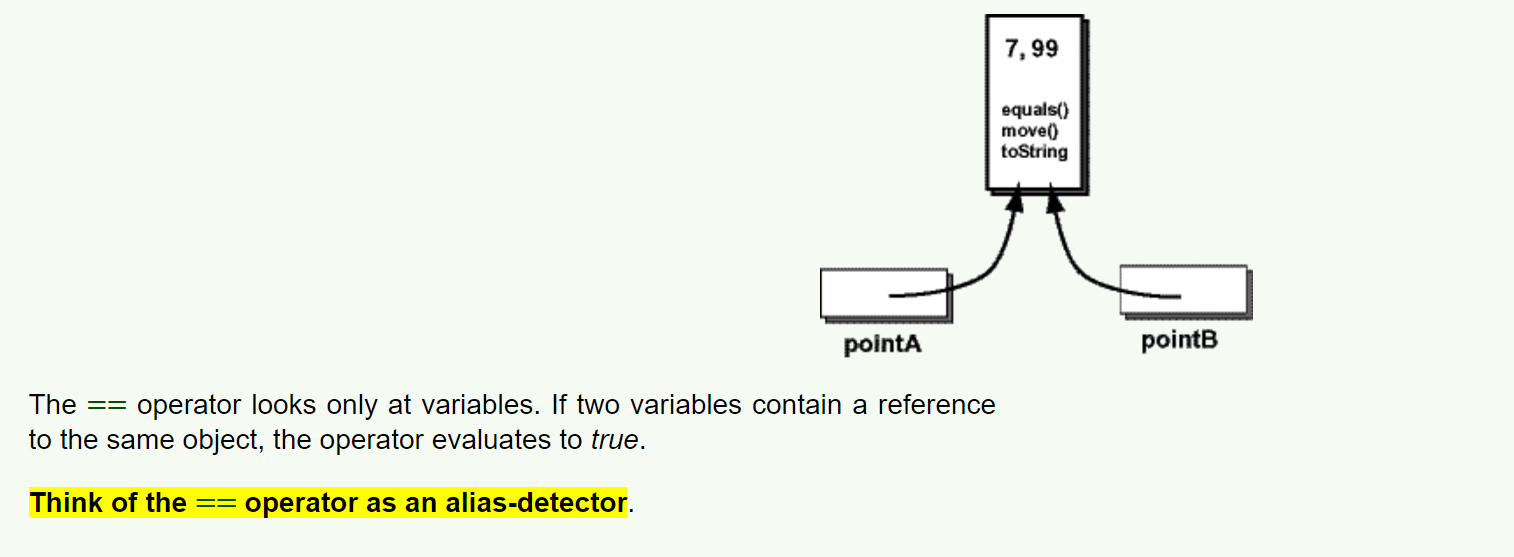 7, 99
equals()
move()
toString
pointA
pointB
The == operator looks only at variables. If two variables contain a reference
to the same object, the operator evaluates to true.
Think of the == operator as an alias-detector.